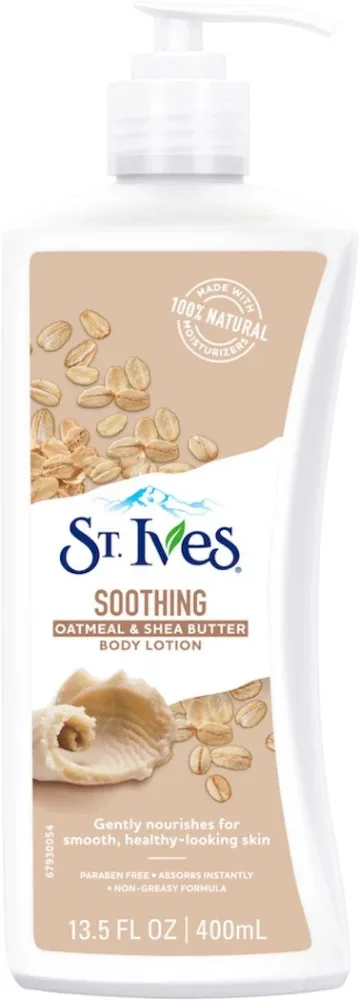 MADE WITH
100% NATURAL
MOISTURIZERS
ST. IVES®
SOOTHING
OATMEAL & SHEA BUTTER
BODY LOTION
Gently nourishes for
smooth, healthy-looking skin
PARABEN FREE • ABSORBS INSTANTLY
• NON-GREASY FORMULA
13.5 FL OZ | 400mL
67930054